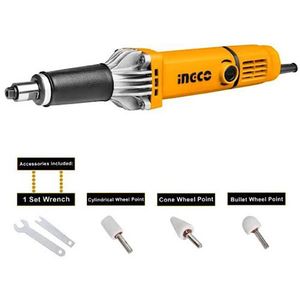 INGCO
Accessories Included:
1 Set Wrench
Cylindrical Wheel Point
Cone Wheel Point
Bullet Wheel Point